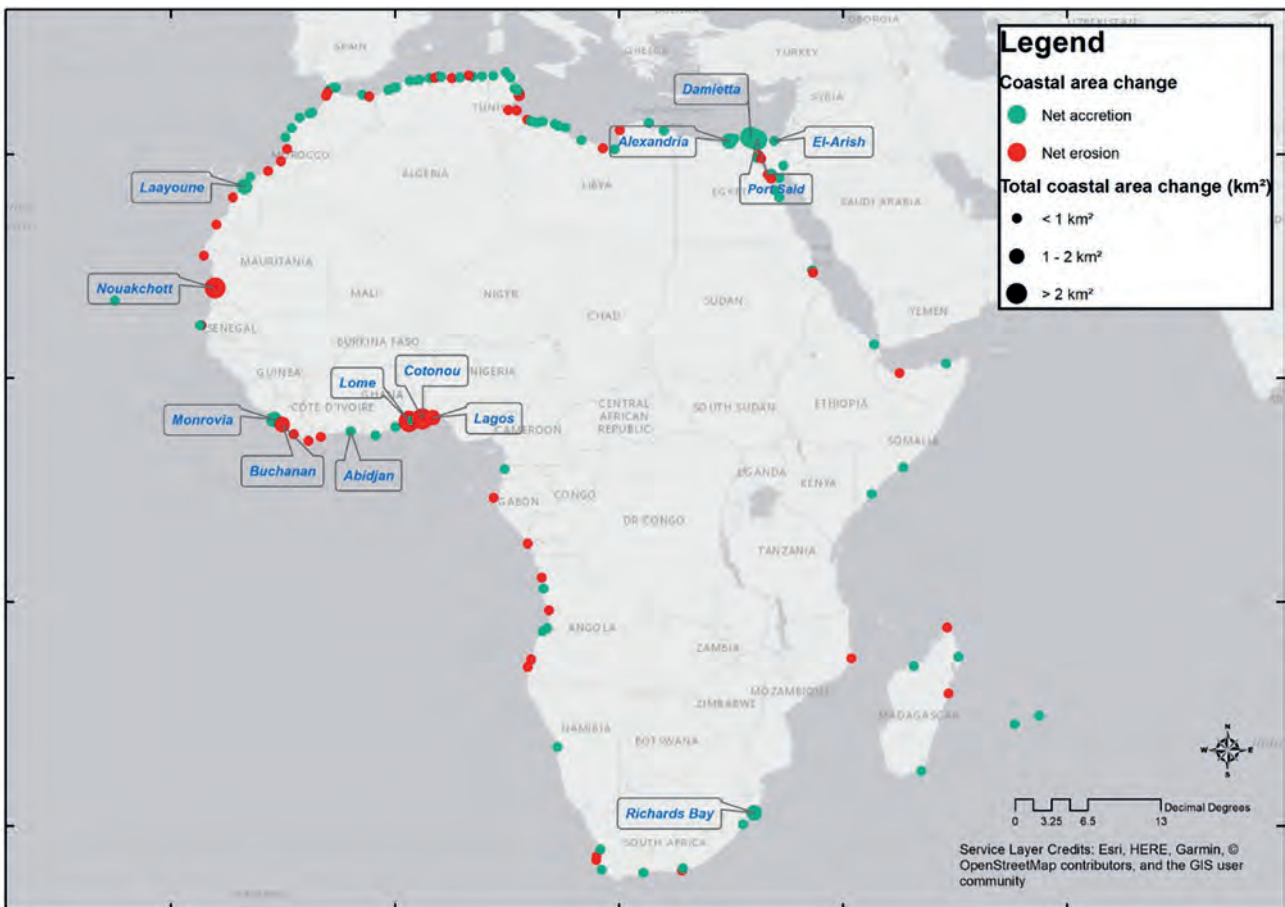 SPAIN
GREECE
TURKEY
GEORGIA
UZBEKISTAN
SYRIA
TUNIS
MOROCCO
ALGERIA
LIBYA
EGYPT
SAUDI ARABIA
MAURITANIA
MALI
NIGER
CHAD
SUDAN
YEMEN
SENEGAL
BURKINA FASO
GUINEA
NIGERIA
GHANA
CÔTE D'IVOIRE
CENTRAL
AFRICAN
REPUBLIC
SOUTH SUDAN
ETHIOPIA
CAMEROON
SOMALIA
UGANDA
KENYA
GABON
CONGO
DR CONGO
TANZANIA
ANGOLA
ZAMBIA
MOZAMBIQUE
ZIMBABWE
MADAGASCAR
NAMIBIA
BOTSWANA
SOUTH AFRICA
Damietta
Alexandria
El-Arish
Port Said
Laayoune
Nouakchott
Cotonou
Lome
Lagos
Monrovia
Buchanan
Abidjan
Richards Bay
Legend
Coastal area change
Net accretion
Net erosion
Total coastal area change (km²)
< 1 km²
1 - 2 km²
> 2 km²
N
W E
S
Decimal Degrees
0 3.25 6.5 13
Service Layer Credits: Esri, HERE, Garmin, ©
OpenStreetMap contributors, and the GIS user
community